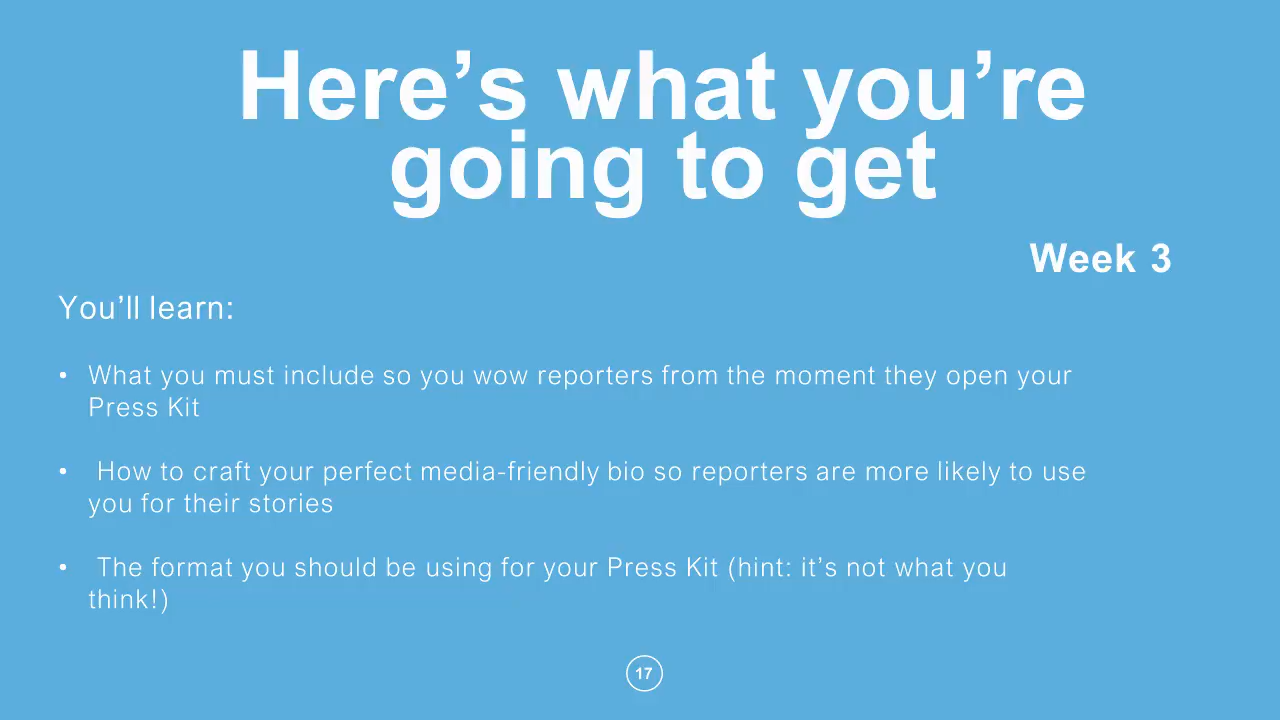 Here’s what you’re
going to get
Week 3
You’ll learn:
• What you must include so you wow reporters from the moment they open your
Press Kit
• How to craft your perfect media-friendly bio so reporters are more likely to use
you for their stories
• The format you should be using for your Press Kit (hint: it’s not what you
think!)
17